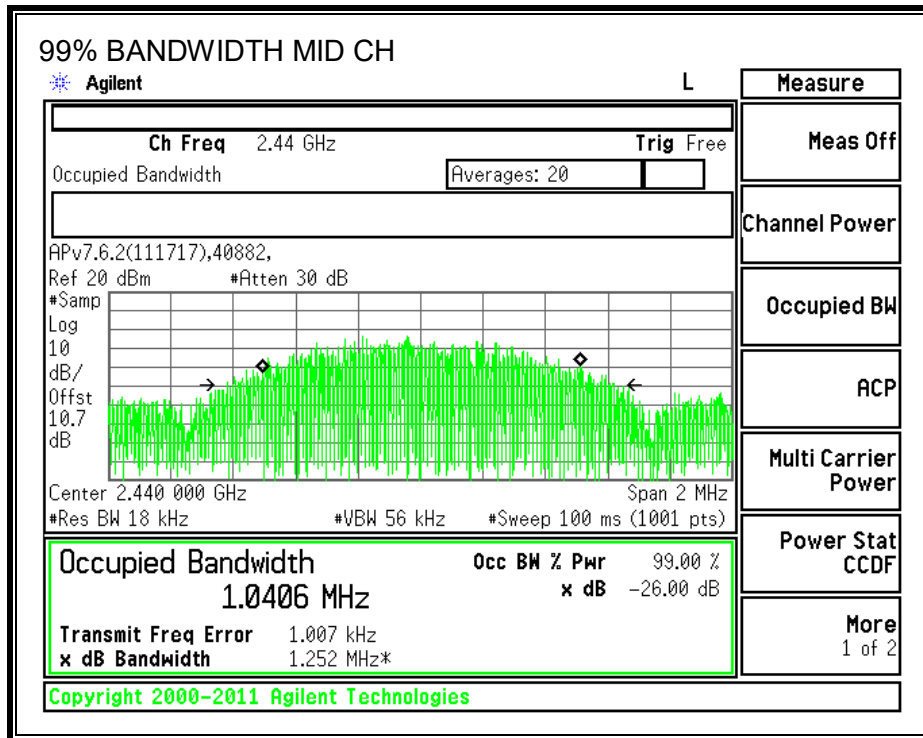 99% BANDWIDTH MID CH
Agilent L
Measure
Ch Freq 2.44 GHz Trig Free
Occupied Bandwidth Averages: 20
APv7.6.2(111717),40882,
Ref 20 dBm #Atten 30 dB
#Samp
Log
10
dB/
Offst
10.7
dB
Center 2.440 000 GHz Span 2 MHz
#Res BW 18 kHz #VBW 56 kHz #Sweep 100 ms (1001 pts)
Occupied Bandwidth Occ BW % Pwr 99.00 %
1.0406 MHz x dB -26.00 dB
Transmit Freq Error 1.007 kHz
x dB Bandwidth 1.252 MHz*
Meas Off
Channel Power
Occupied BW
ACP
Multi Carrier
Power
Power Stat
CCDF
More
1 of 2
Copyright 2000-2011 Agilent Technologies